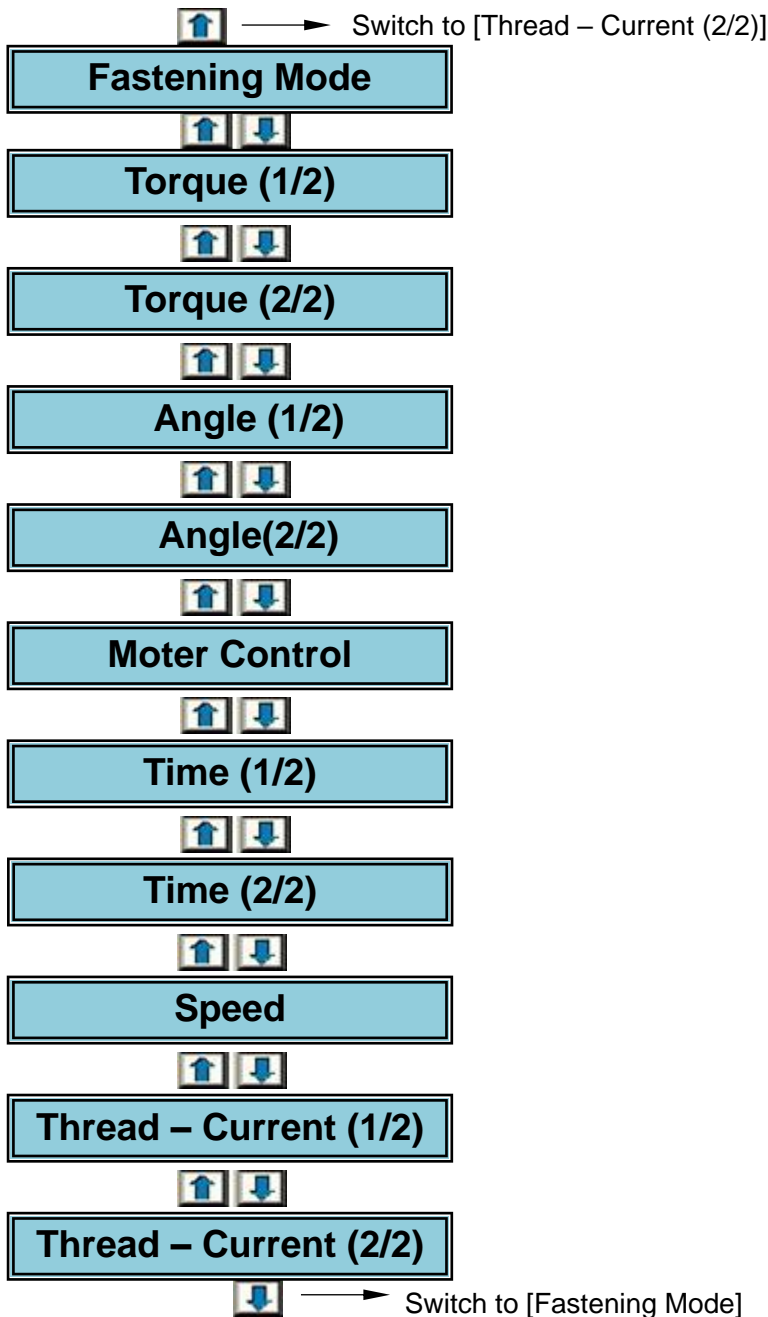 Switch to [Thread – Current (2/2)]
Fastening Mode
Torque (1/2)
Torque (2/2)
Angle (1/2)
Angle(2/2)
Moter Control
Time (1/2)
Time (2/2)
Speed
Thread – Current (1/2)
Thread – Current (2/2)
Switch to [Fastening Mode]